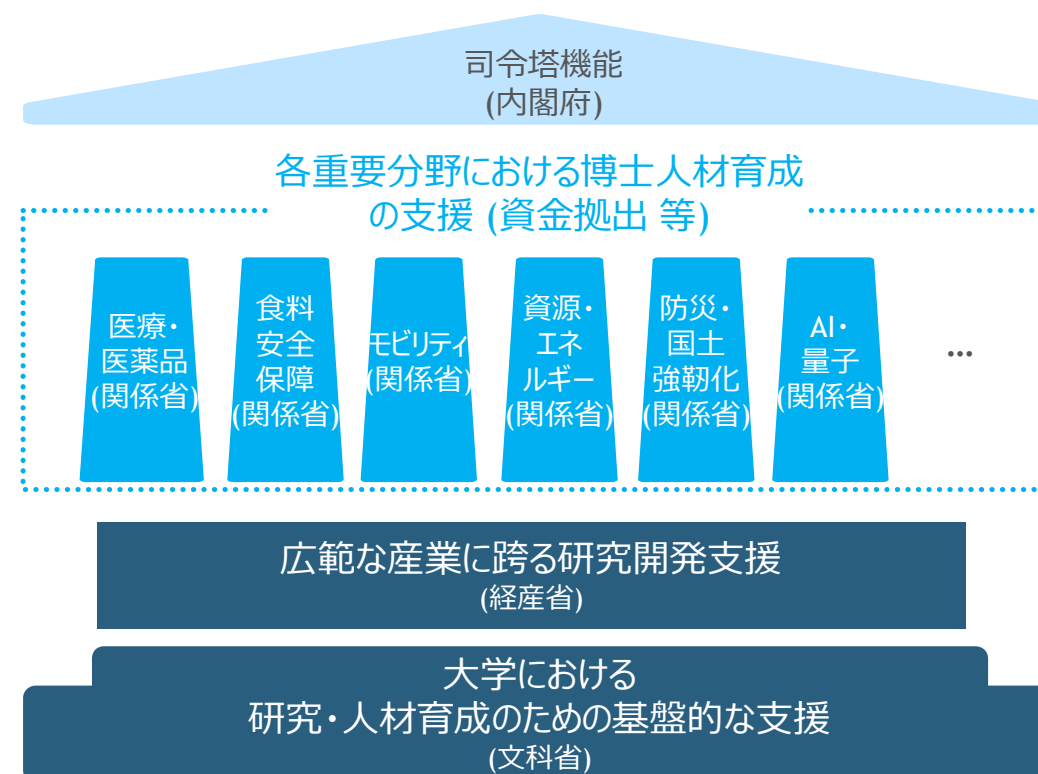 司令塔機能
(内閣府)
各重要分野における博士人材育成
の支援 (資金拠出 等)
医療・
医薬品
(関係省)
食料
安全
保障
(関係省)
モビリティ
(関係省)
資源・
エネ
ルギー
(関係省)
防災・
国土
強靭化
(関係省)
AI・
量子
(関係省)
…
広範な産業に跨る研究開発支援
(経産省)
大学における
研究・人材育成のための基盤的な支援
(文科省)